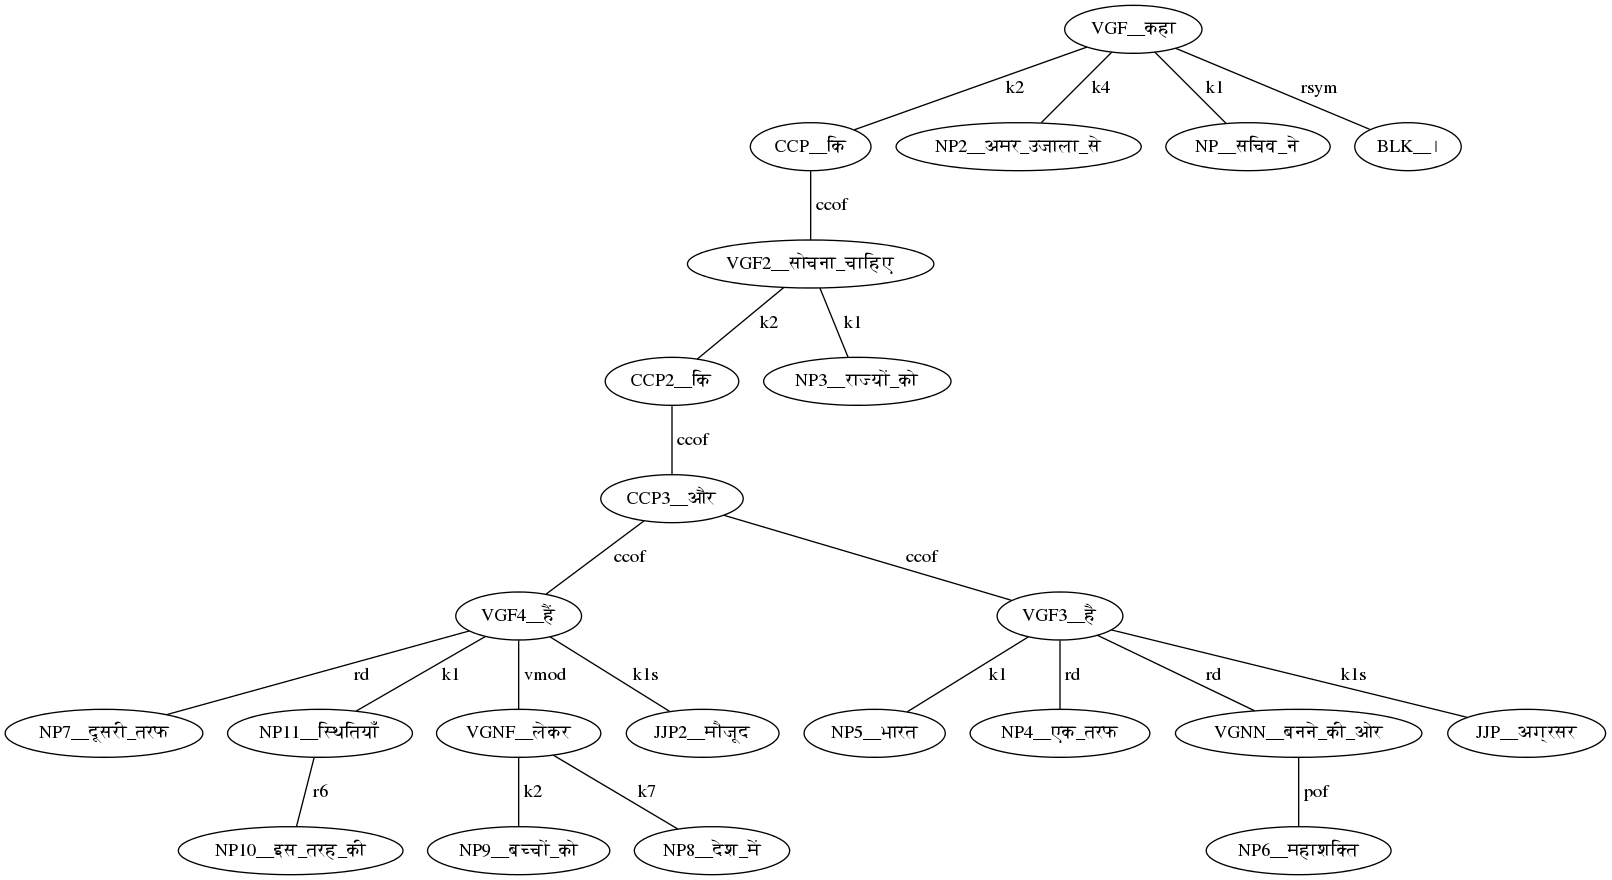 VGF__कहा
k2 k4 k1 rsym
CCP__कि NP2__अमर_उजाला_से NP__सचिव_ने BLK__।
ccof
VGF2__सोचना_चाहिए
k2 k1
CCP2__कि NP3__राज्यों_को
ccof
CCP3__और
ccof ccof
VGF4__हैं VGF3__है
rd k1 vmod k1s k1 rd rd k1s
NP7__दूसरी_तरफ NP11__स्थितियाँ VGNF__लेकर JJP2__मौजूद NP5__भारत NP4__एक_तरफ VGNN__बनने_की_ओर JJP__अग्रसर
r6 k2 k7 pof
NP10__इस_तरह_की NP9__बच्चों_को NP8__देश_में NP6__महाशक्ति